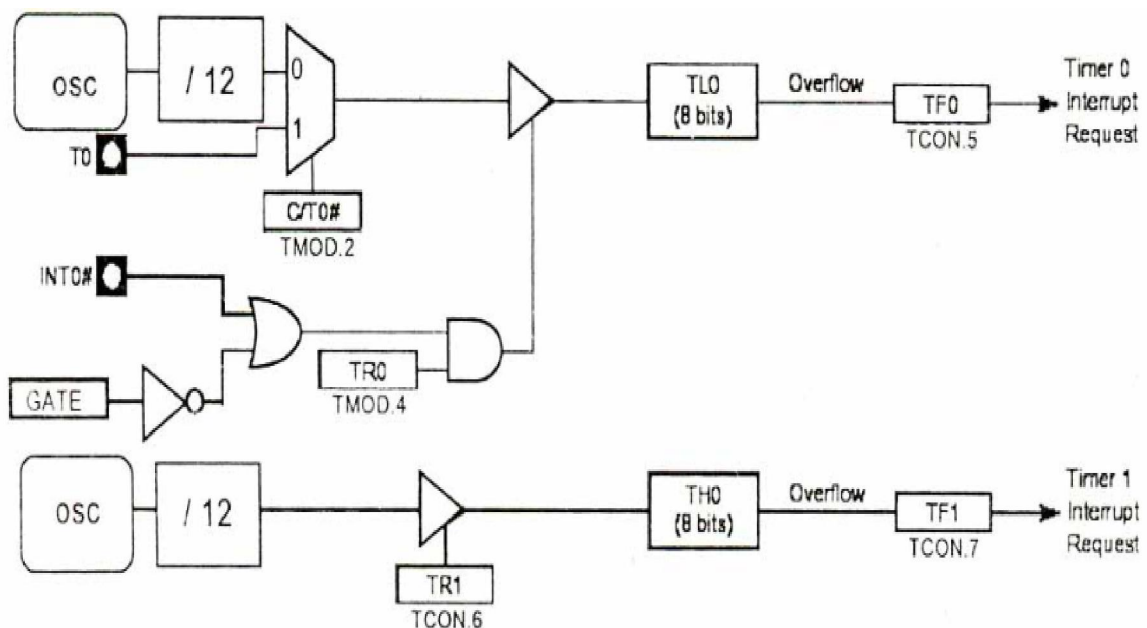 OSC
/ 12
0
1
T0
C/T0#
TMOD.2
TL0
(8 bits)
Overflow
TF0
TCON.5
Timer 0
Interrupt
Request
INT0#
GATE
TR0
TMOD.4
OSC
/ 12
TR1
TCON.6
TH0
(8 bits)
Overflow
TF1
TCON.7
Timer 1
Interrupt
Request